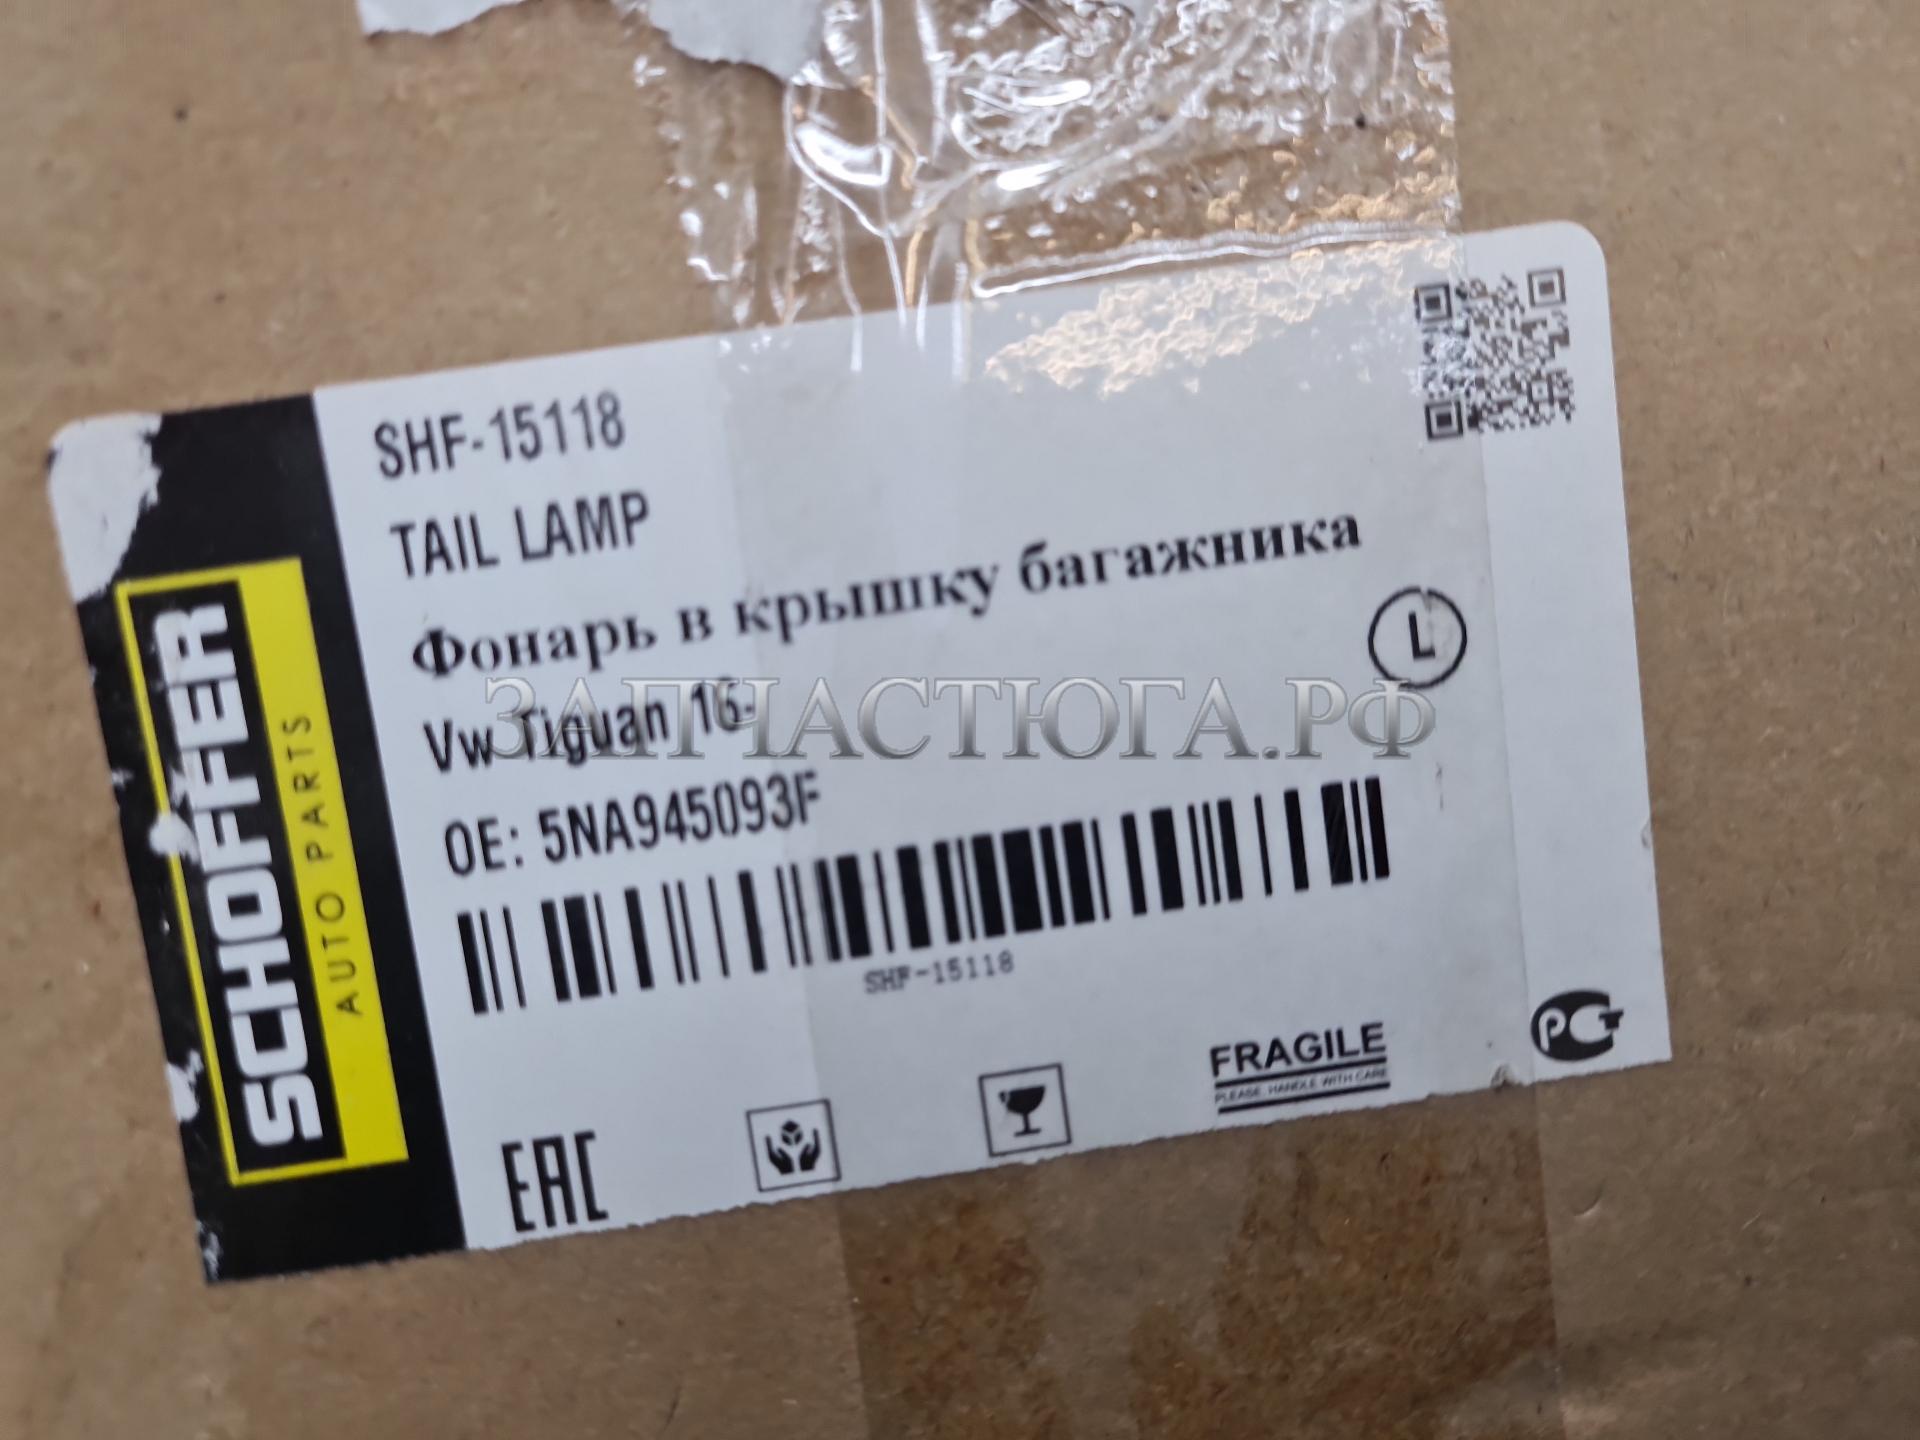 SHF-15118
TAIL LAMP
Фонарь в крышку багажника
L
Vw Tiguan 16-
ЗАПЧАСТЮГА.РФ
OE: 5NA945093F
SHF-15118
SCHOFFER
AUTO PARTS
EAC
FRAGILE
PLEASE HANDLE WITH CARE
РСТ